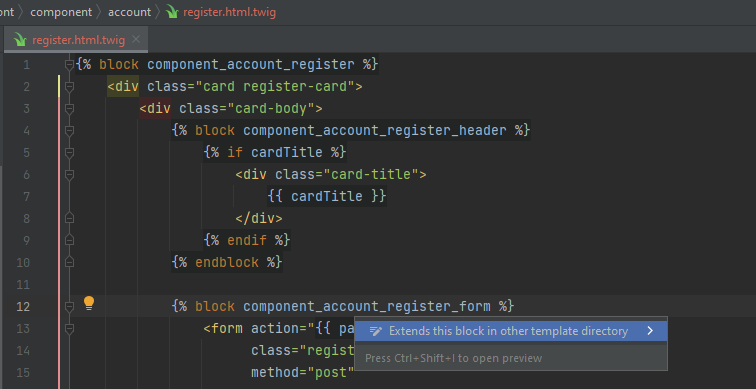 ont > component > account > register.html.twig
register.html.twig ×
1 {% block component_account_register %}
2 <div class="card register-card">
3 <div class="card-body">
4 {% block component_account_register_header %}
5 {% if cardTitle %}
6 <div class="card-title">
7 {{ cardTitle }}
8 </div>
9 {% endif %}
10 {% endblock %}
11
12 {% block component_account_register_form %}
13 <form action="{{ pa
Extends this block in other template directory >
14 class="regist
Press Ctrl+Shift+I to open preview
15 method="post"